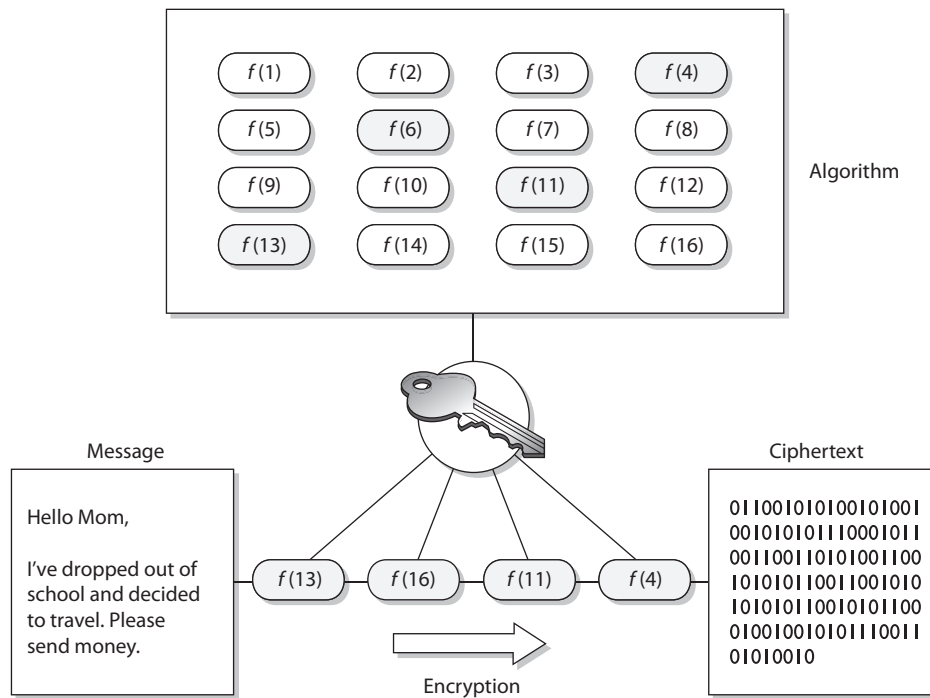 f(1) f(2) f(3) f(4)
f(5) f(6) f(7) f(8)
f(9) f(10) f(11) f(12)
f(13) f(14) f(15) f(16)
Algorithm
Message
Hello Mom,
I've dropped out of
school and decided
to travel. Please
send money.
f(13) f(16) f(11) f(4)
Encryption
Ciphertext
0110010101001010​01
0010101011100010​11
0011001101010011​00
1010101100110010​10
1010101100101011​00
0100100101011100​11
01010010